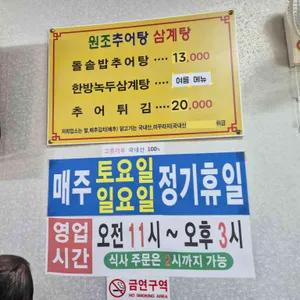 원조추어탕 삼계탕
돌솥밥추어탕 ···· 13,000
한방녹두삼계탕 ···· 여름 메뉴
추어튀김 ···· 20,000
고춧가루 국내산 100%
매주 토요일 일요일 정기휴일
영업시간 오전 11시 ~ 오후 3시
식사 주문은 2시까지 가능
금연구역
NO SMOKING AREA